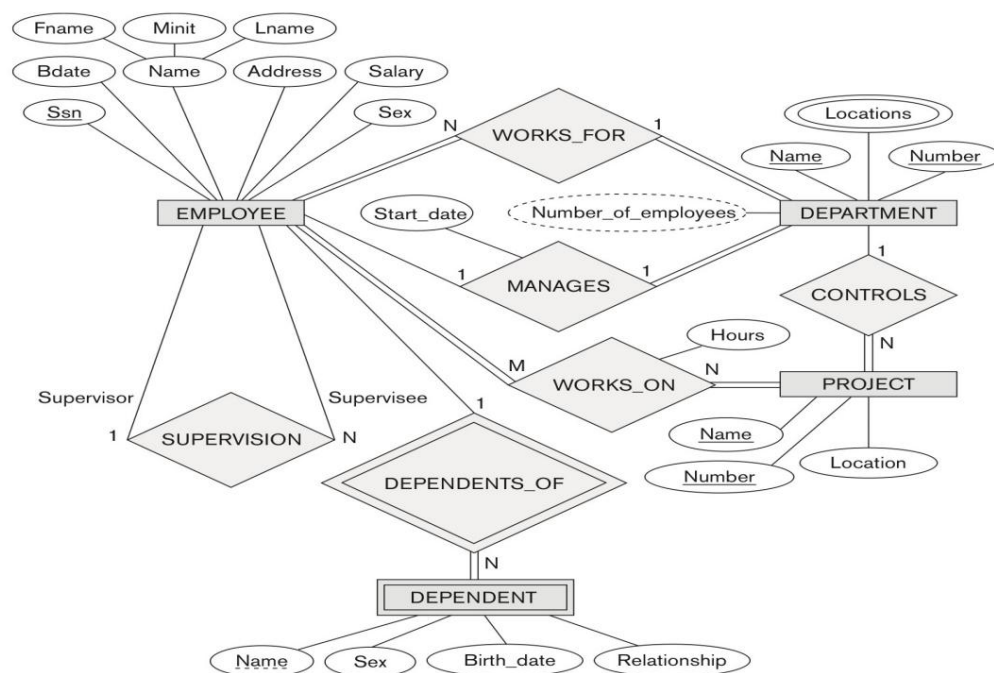 Fname
Minit
Lname
Bdate
Name
Address
Salary
Ssn
Sex
N
WORKS_FOR
1
Locations
Name
Number
EMPLOYEE
Start_date
Number_of_employees
DEPARTMENT
1
MANAGES
1
1
CONTROLS
N
Hours
M
WORKS_ON
N
PROJECT
Supervisor
Supervisee
1
SUPERVISION
N
1
Name
Number
Location
DEPENDENTS_OF
N
DEPENDENT
Name
Sex
Birth_date
Relationship